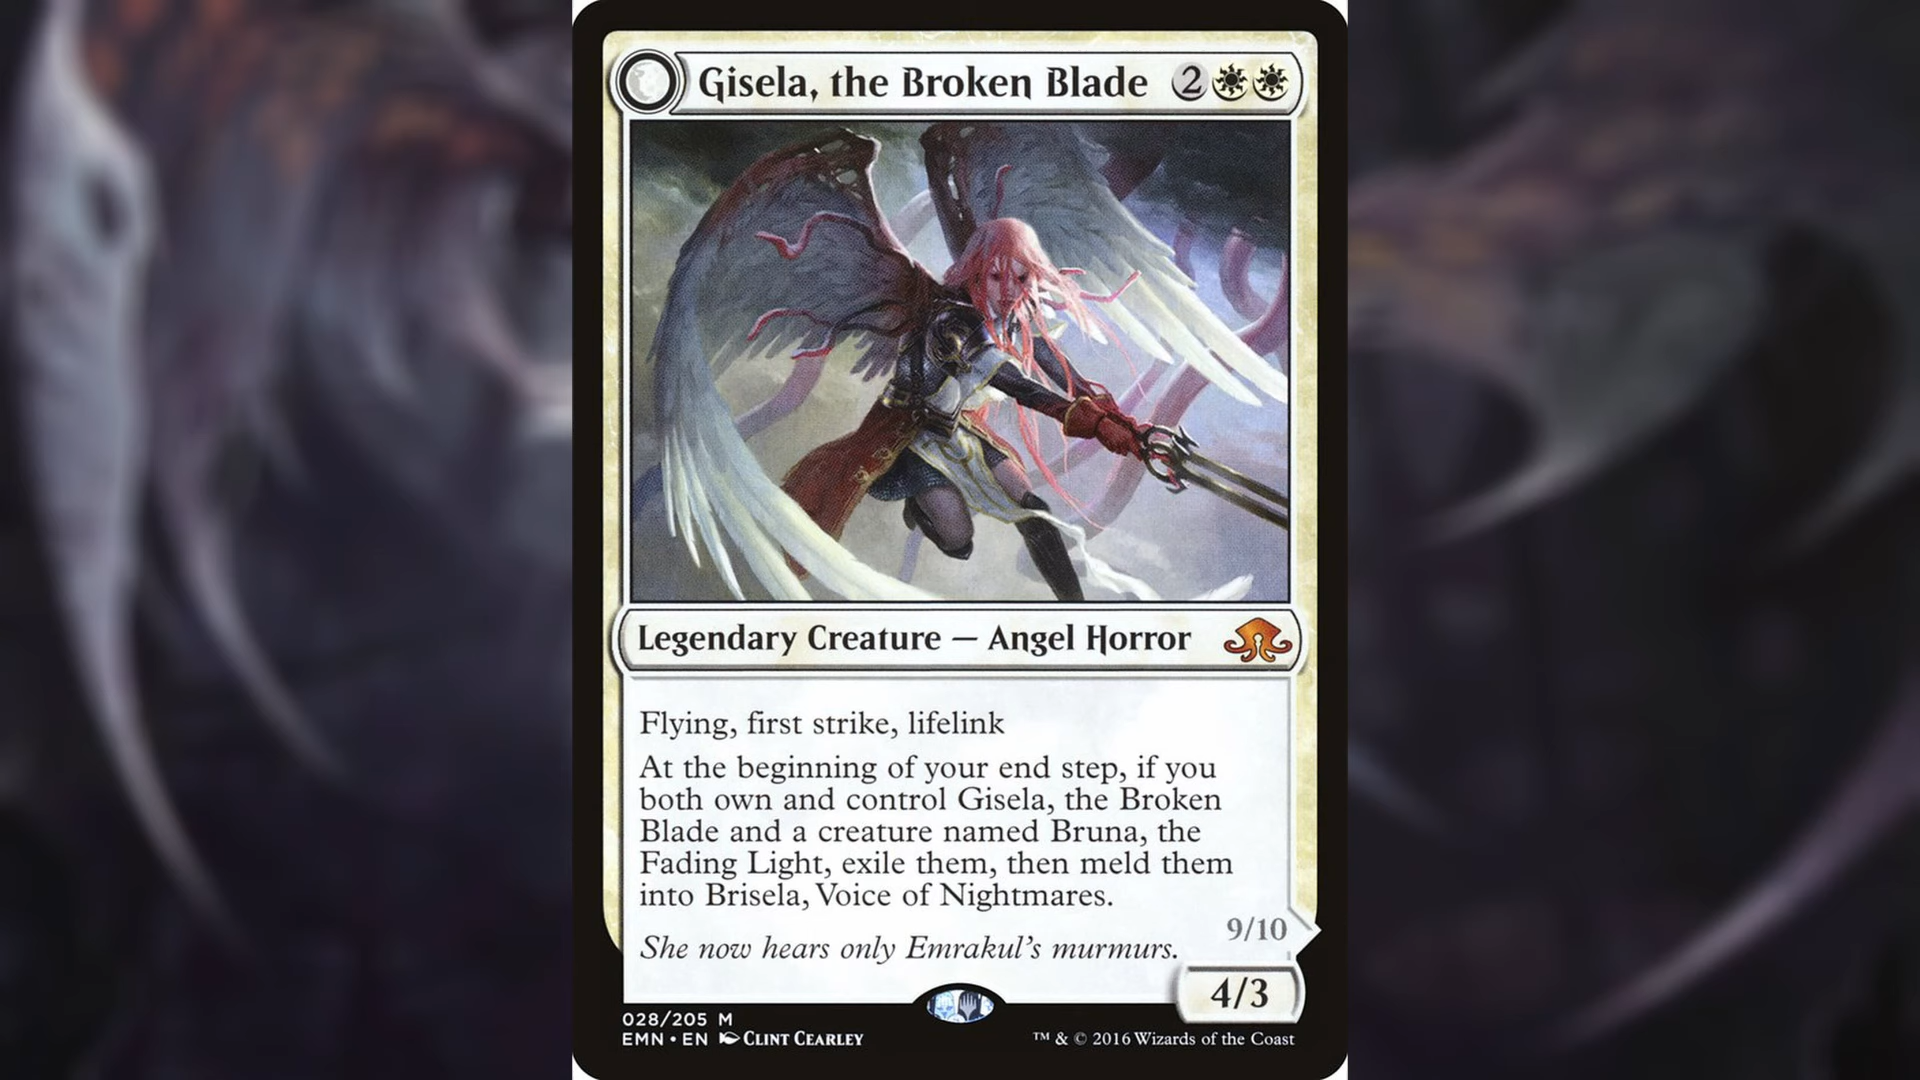 Gisela, the Broken Blade 2
Legendary Creature — Angel Horror
Flying, first strike, lifelink
At the beginning of your end step, if you
both own and control Gisela, the Broken
Blade and a creature named Bruna, the
Fading Light, exile them, then meld them
into Brisela, Voice of Nightmares.
9/10
She now hears only Emrakul's murmurs.
4/3
028/205 M
EMN • EN CLINT CEARLEY
™ & © 2016 Wizards of the Coast